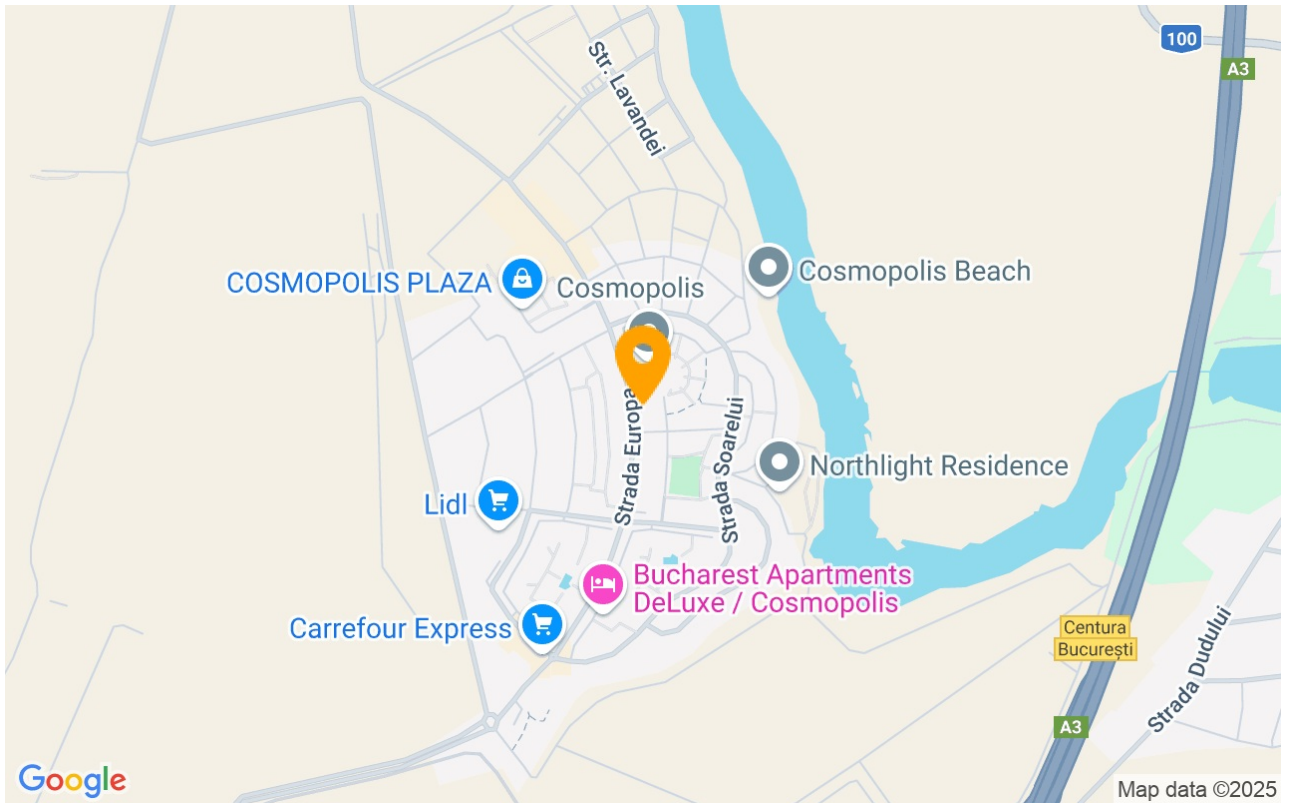 100
A3
Str. Lavandei
COSMOPOLIS PLAZA
Cosmopolis
Cosmopolis Beach
Strada Europa
Strada Soarelui
Northlight Residence
Lidl
Bucharest Apartments
DeLuxe / Cosmopolis
Carrefour Express
Centura
București
Strada Dudului
A3
Google
Map data ©2025